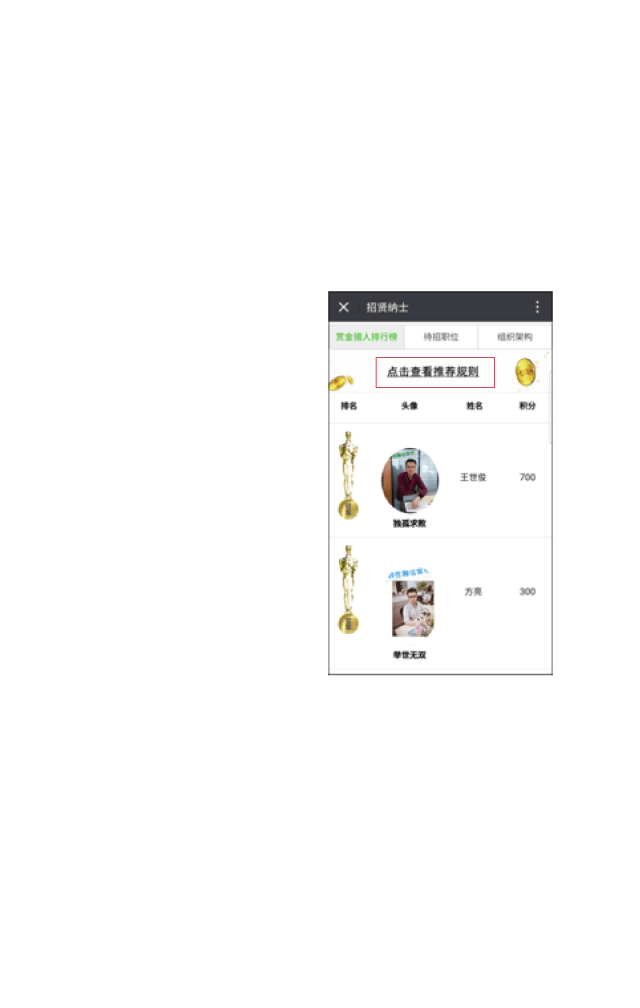 招贤纳士
赏金猎人排行榜 待招职位 组织架构
点击查看推荐规则
排名 头像 姓名 积分
王世俊 700
独孤求败
方亮 300
举世无双